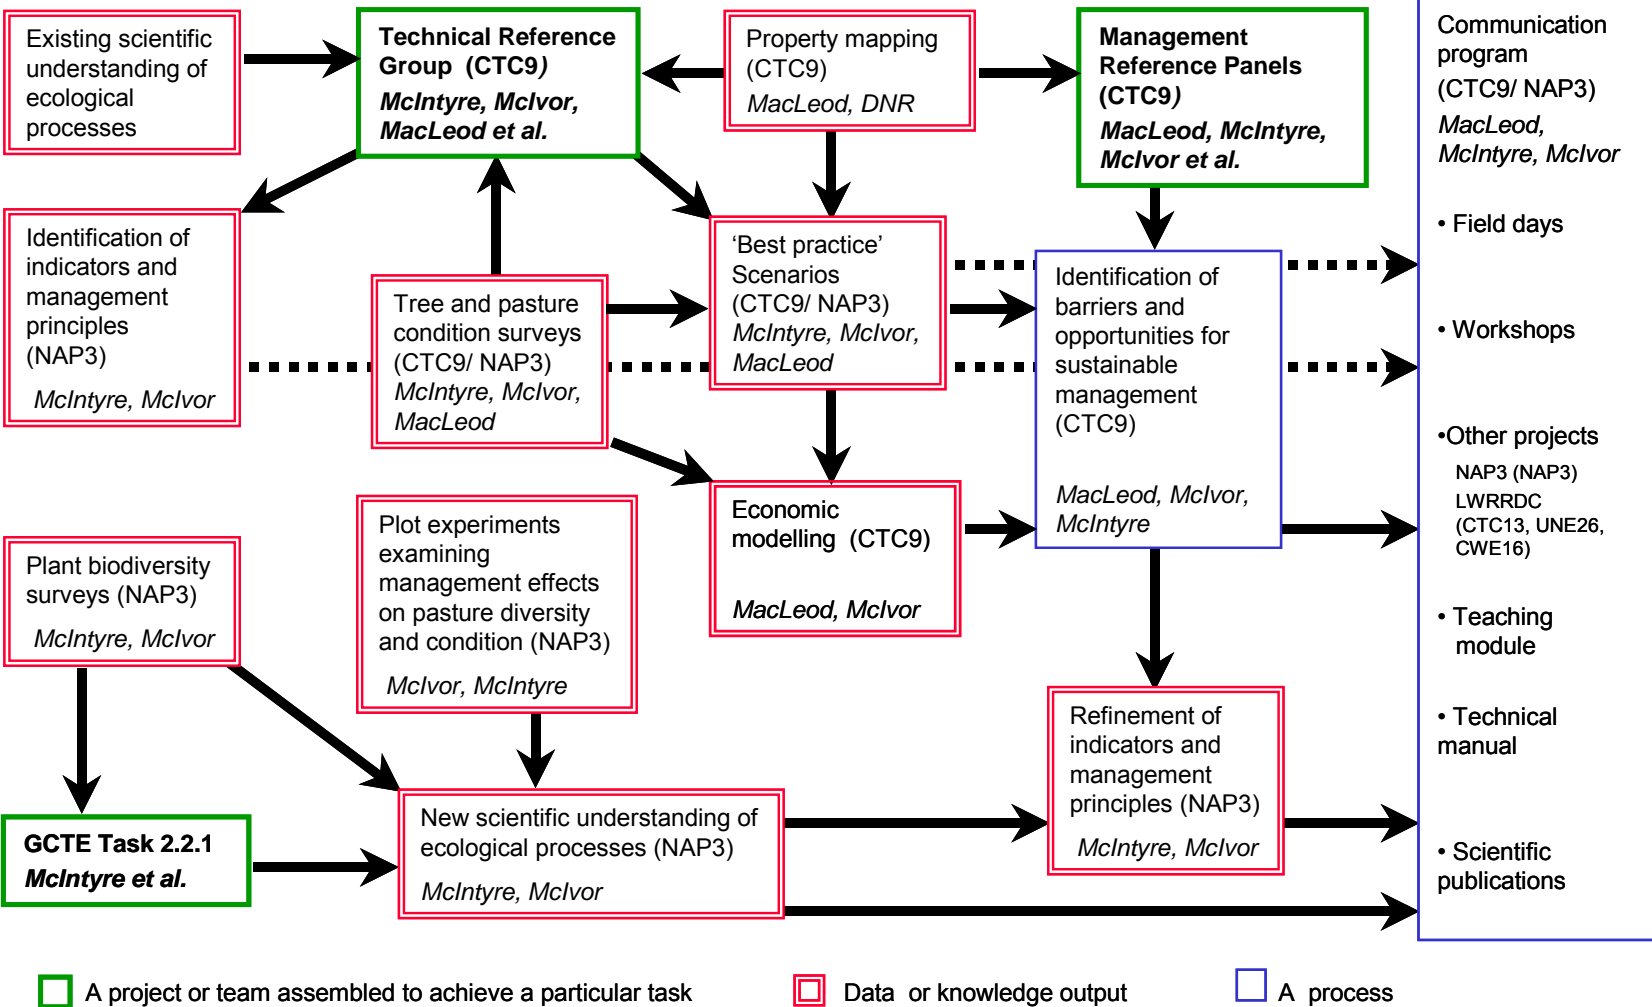 Existing scientific
understanding of
ecological
processes
Technical Reference
Group (CTC9)
McIntyre, McIvor,
MacLeod et al.
Property mapping
(CTC9)
MacLeod, DNR
Management
Reference Panels
(CTC9)
MacLeod, McIntyre,
McIvor et al.
Communication
program
(CTC9/ NAP3)
MacLeod,
McIntyre, McIvor
• Field days
• Workshops
•Other projects
NAP3 (NAP3)
LWRRDC
(CTC13, UNE26,
CWE16)
• Teaching
module
• Technical
manual
• Scientific
publications
Identification of
indicators and
management
principles
(NAP3)
McIntyre, McIvor
Tree and pasture
condition surveys
(CTC9/ NAP3)
McIntyre, McIvor,
MacLeod
‘Best practice’
Scenarios
(CTC9/ NAP3)
McIntyre, McIvor,
MacLeod
Identification of
barriers and
opportunities for
sustainable
management
(CTC9)
MacLeod, McIvor,
McIntyre
Economic
modelling (CTC9)
MacLeod, McIvor
Plot experiments
examining
management effects
on pasture diversity
and condition (NAP3)
McIvor, McIntyre
Plant biodiversity
surveys (NAP3)
McIntyre, McIvor
Refinement of
indicators and
management
principles (NAP3)
McIntyre, McIvor
GCTE Task 2.2.1
McIntyre et al.
New scientific understanding of
ecological processes (NAP3)
McIntyre, McIvor
A project or team assembled to achieve a particular task
Data or knowledge output
A process